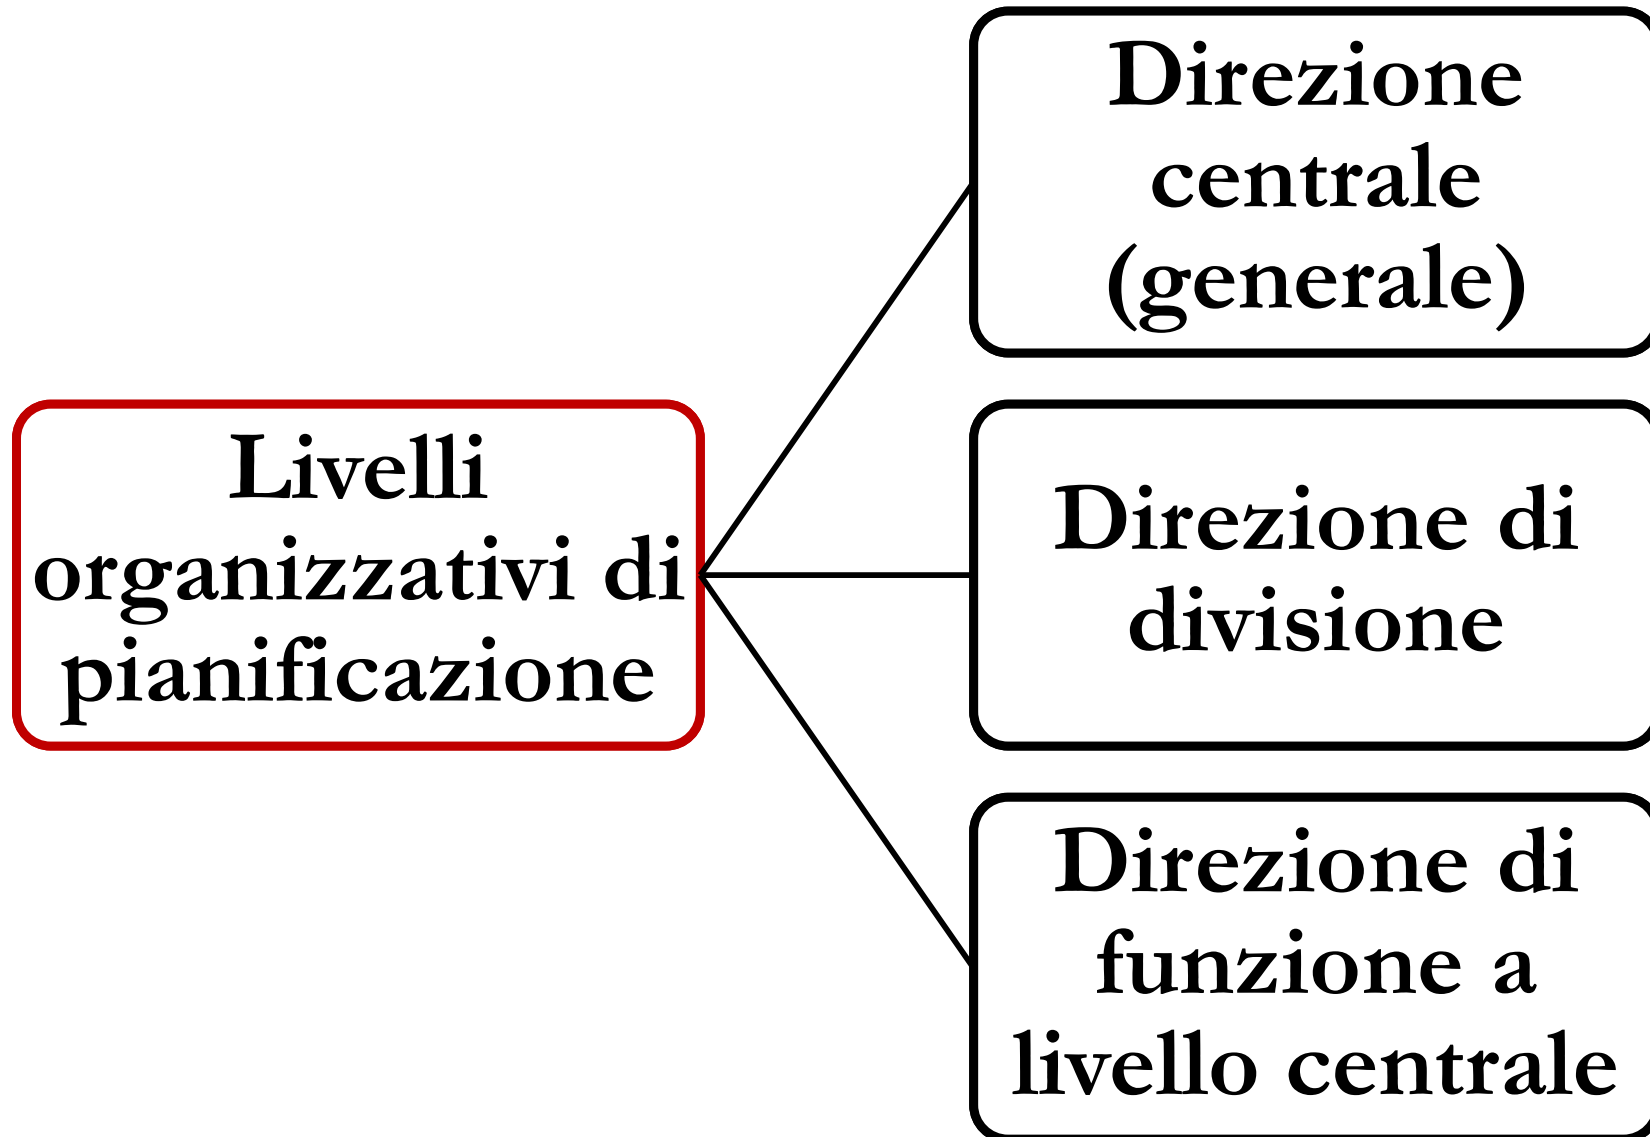 Livelli
organizzativi di
pianificazione
Direzione
centrale
(generale)
Direzione di
divisione
Direzione di
funzione a
livello centrale